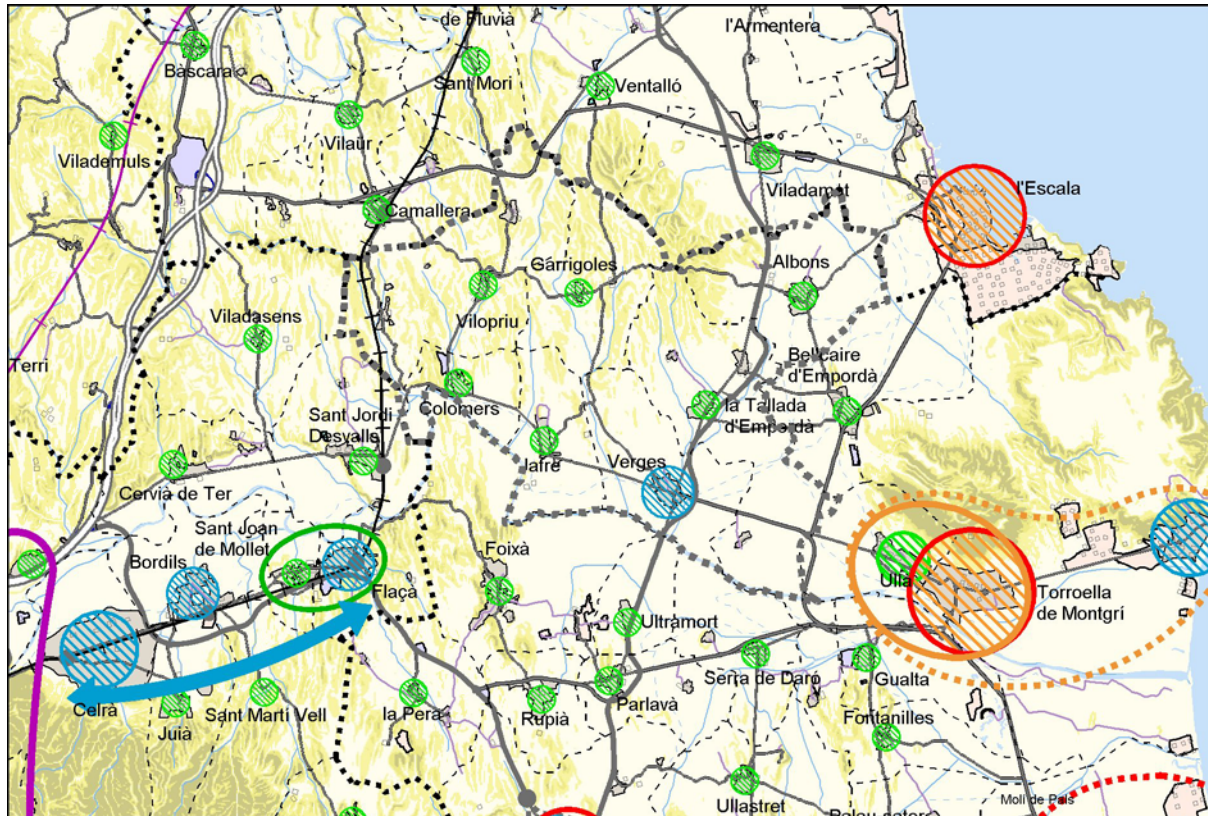 de Fluvià
l'Armentera
Bàscara
Sant Mori
Ventalló
Vilaür
Vilademuls
Viladamat
l'Escala
Camallera
Garrigoles
Albons
Viladasens
Vilopriu
Terri
Bellcaire
d'Empordà
Colomers
la Tallada
d'Empordà
Sant Jordi
Desvalls
Jafre
Verges
Cervià de Ter
Sant Joan
de Mollet
Bordils
Foixà
Flaçà
Ullà
Torroella
de Montgrí
Ultramort
Serra de Daró
Gualta
Celrà
Juià
Sant Martí Vell
la Pera
Rupià
Parlavà
Fontanilles
Ullastret
Molí de Pals